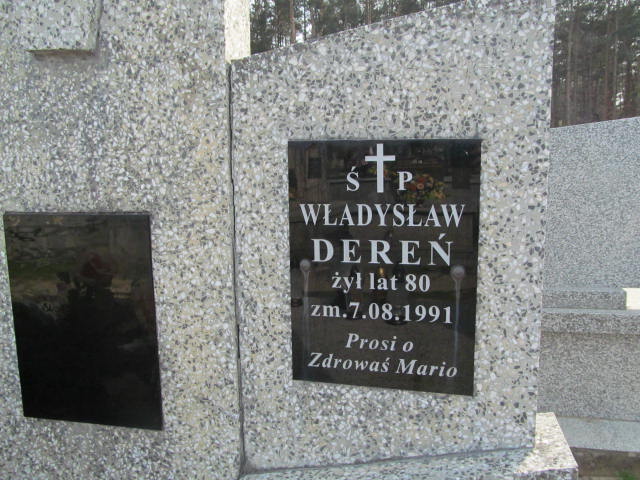 Ś P
WŁADYSŁAW
DEREŃ
żył lat 80
zm.7.08.1991
Prosi o
Zdrowaś Mario